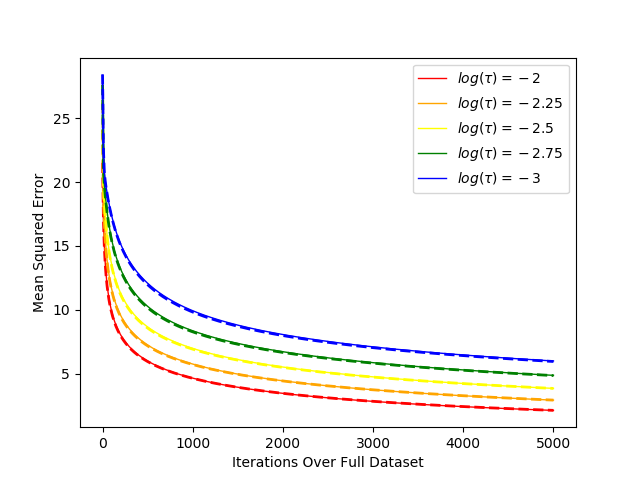 log(τ) = −2
log(τ) = −2.25
log(τ) = −2.5
log(τ) = −2.75
log(τ) = −3
25
20
15
10
5
Mean Squared Error
0 1000 2000 3000 4000 5000
Iterations Over Full Dataset